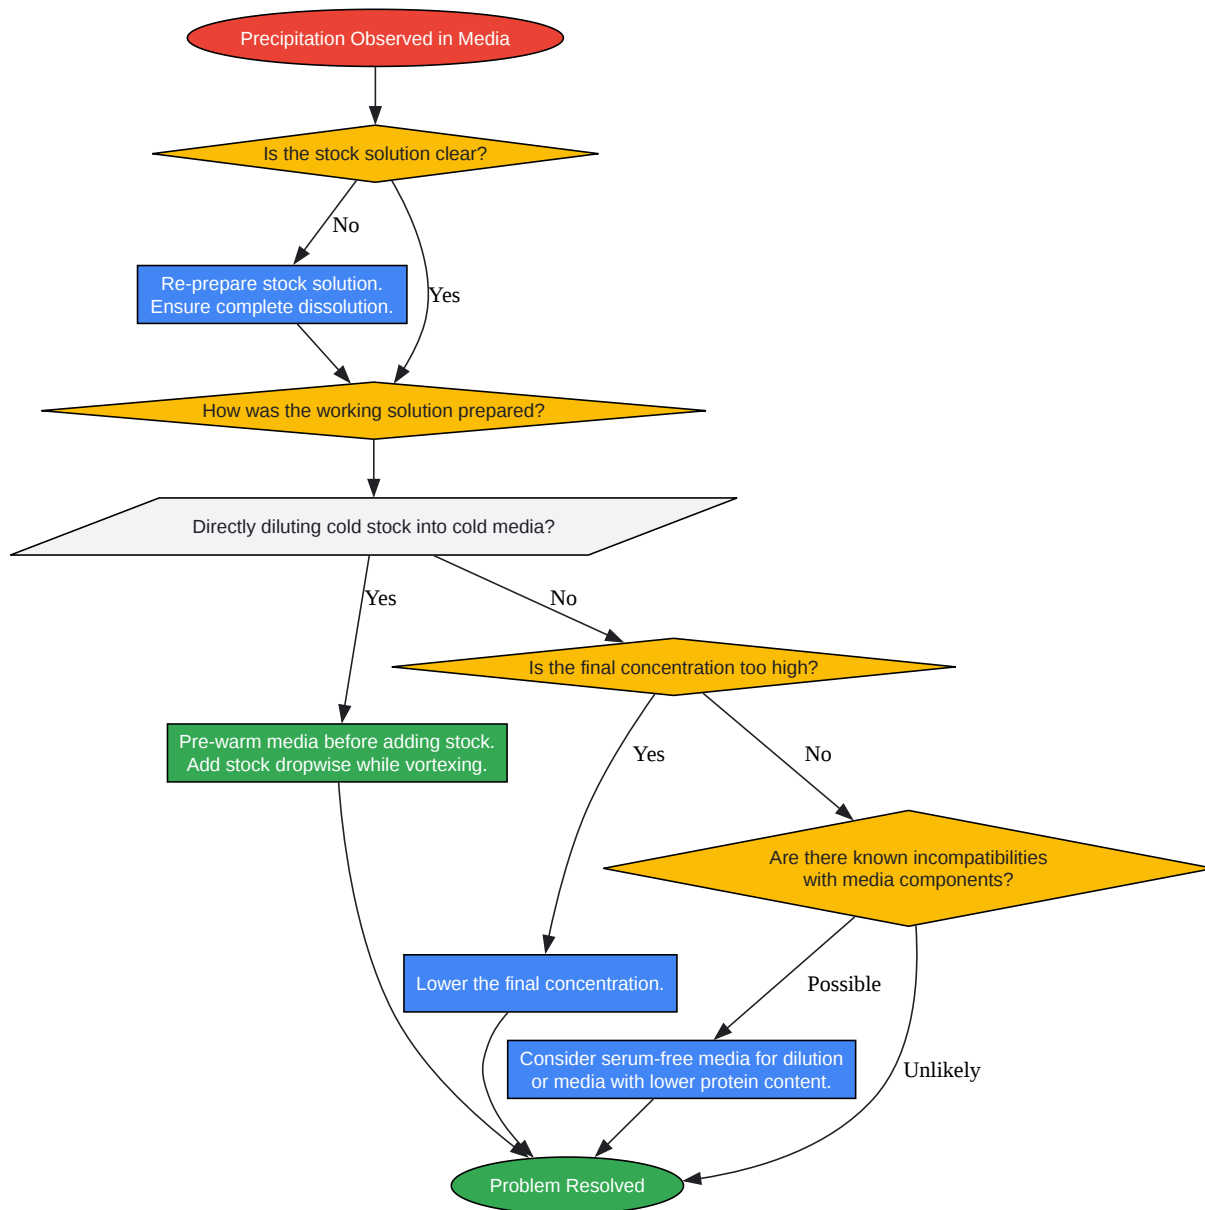 Precipitation Observed in Media
Is the stock solution clear?
No
Re-prepare stock solution.
Ensure complete dissolution.
Yes
How was the working solution prepared?
Directly diluting cold stock into cold media?
Yes
No
Is the final concentration too high?
Pre-warm media before adding stock.
Add stock dropwise while vortexing.
Yes
No
Are there known incompatibilities
with media components?
Lower the final concentration.
Possible
Consider serum-free media for dilution
or media with lower protein content.
Unlikely
Problem Resolved